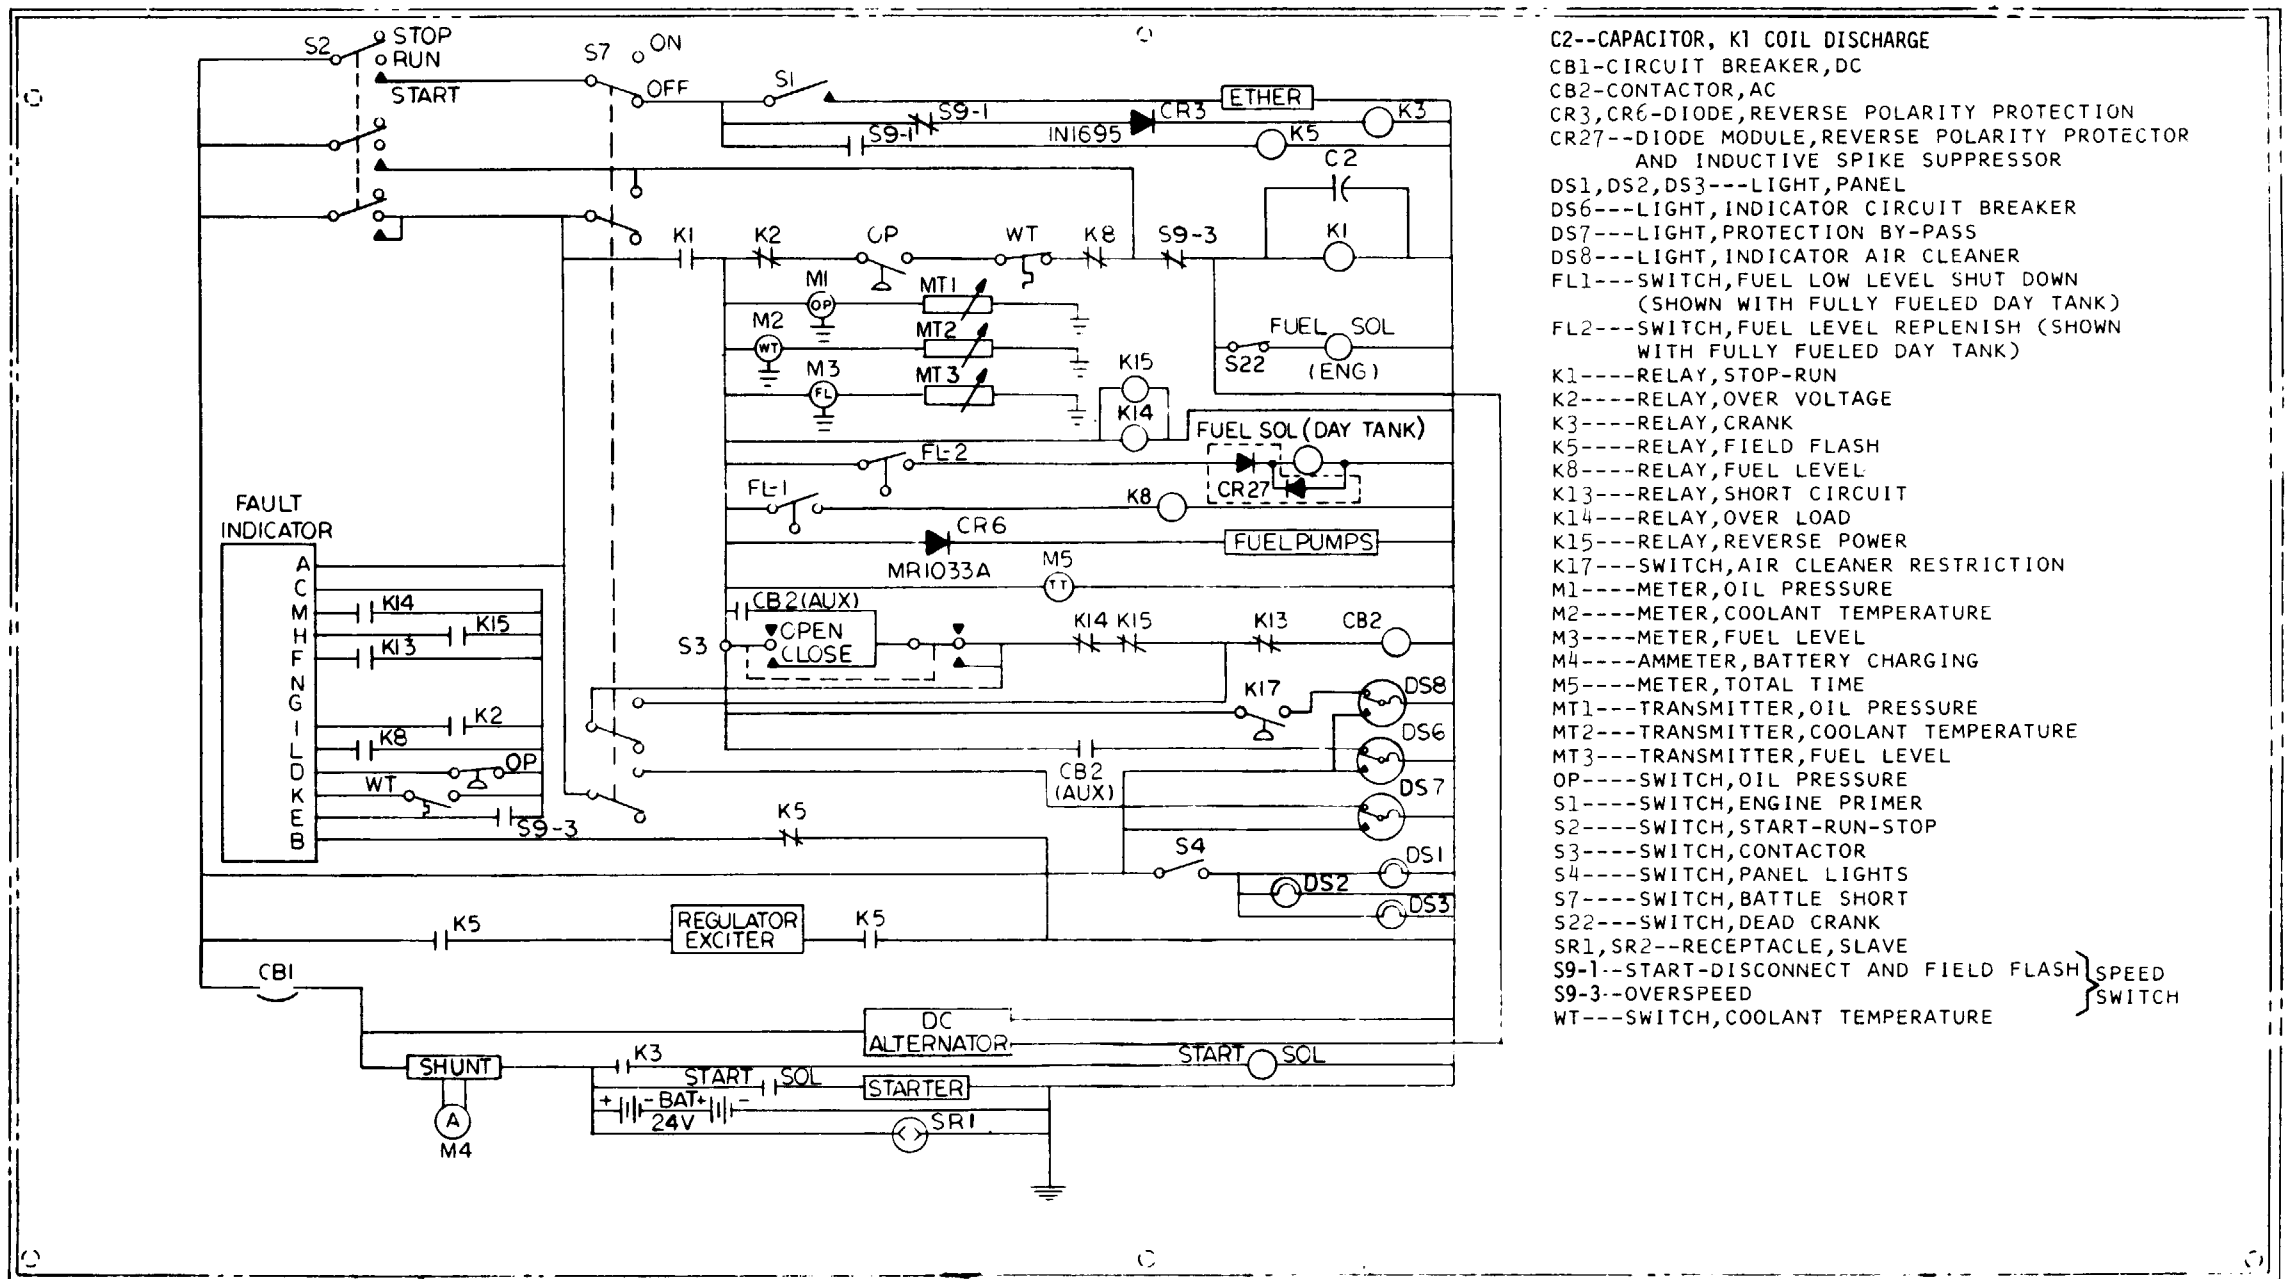 STOP
S2
RUN
START
S7
ON
OFF
S1
ETHER
S9-1
CR3
K3
S9-1
IN1695
K5
C2
K1
K2
OP
WT
K8
S9-3
K1
M1
OP
MT1
M2
WT
MT2
FUEL SOL
S22
(ENG)
M3
FL
MT3
K15
K14
FUEL SOL (DAY TANK)
FL-2
CR27
FL-1
K8
CR6
FUEL PUMPS
MR1033A
M5
TT
FAULT
INDICATOR
A
C
M
K14
H
K15
F
K13
N
G
I
K2
L
K8
D
OP
K
WT
E
S9-3
B
CB2(AUX)
S3
OPEN
CLOSE
K14
K15
K13
CB2
K17
DS8
DS6
CB2
(AUX)
DS7
K5
S4
DS1
DS2
DS3
K5
REGULATOR
EXCITER
K5
CB1
DC
ALTERNATOR
SHUNT
K3
START SOL
START SOL
STARTER
+ - BAT + -
24V
SR1
A
M4
C2--CAPACITOR, K1 COIL DISCHARGE
CB1-CIRCUIT BREAKER,DC
CB2-CONTACTOR,AC
CR3,CR6-DIODE,REVERSE POLARITY PROTECTION
CR27--DIODE MODULE,REVERSE POLARITY PROTECTOR
AND INDUCTIVE SPIKE SUPPRESSOR
DS1,DS2,DS3---LIGHT,PANEL
DS6---LIGHT,INDICATOR CIRCUIT BREAKER
DS7---LIGHT,PROTECTION BY-PASS
DS8---LIGHT,INDICATOR AIR CLEANER
FL1---SWITCH,FUEL LOW LEVEL SHUT DOWN
(SHOWN WITH FULLY FUELED DAY TANK)
FL2---SWITCH,FUEL LEVEL REPLENISH (SHOWN
WITH FULLY FUELED DAY TANK)
K1----RELAY,STOP-RUN
K2----RELAY,OVER VOLTAGE
K3----RELAY,CRANK
K5----RELAY,FIELD FLASH
K8----RELAY,FUEL LEVEL
K13---RELAY,SHORT CIRCUIT
K14---RELAY,OVER LOAD
K15---RELAY,REVERSE POWER
K17---SWITCH,AIR CLEANER RESTRICTION
M1----METER,OIL PRESSURE
M2----METER,COOLANT TEMPERATURE
M3----METER,FUEL LEVEL
M4----AMMETER,BATTERY CHARGING
M5----METER,TOTAL TIME
MT1---TRANSMITTER,OIL PRESSURE
MT2---TRANSMITTER,COOLANT TEMPERATURE
MT3---TRANSMITTER,FUEL LEVEL
OP----SWITCH,OIL PRESSURE
S1----SWITCH,ENGINE PRIMER
S2----SWITCH,START-RUN-STOP
S3----SWITCH,CONTACTOR
S4----SWITCH,PANEL LIGHTS
S7----SWITCH,BATTLE SHORT
S22---SWITCH,DEAD CRANK
SR1,SR2--RECEPTACLE,SLAVE
S9-1--START-DISCONNECT AND FIELD FLASH
S9-3--OVERSPEED
SPEED
SWITCH
WT---SWITCH,COOLANT TEMPERATURE